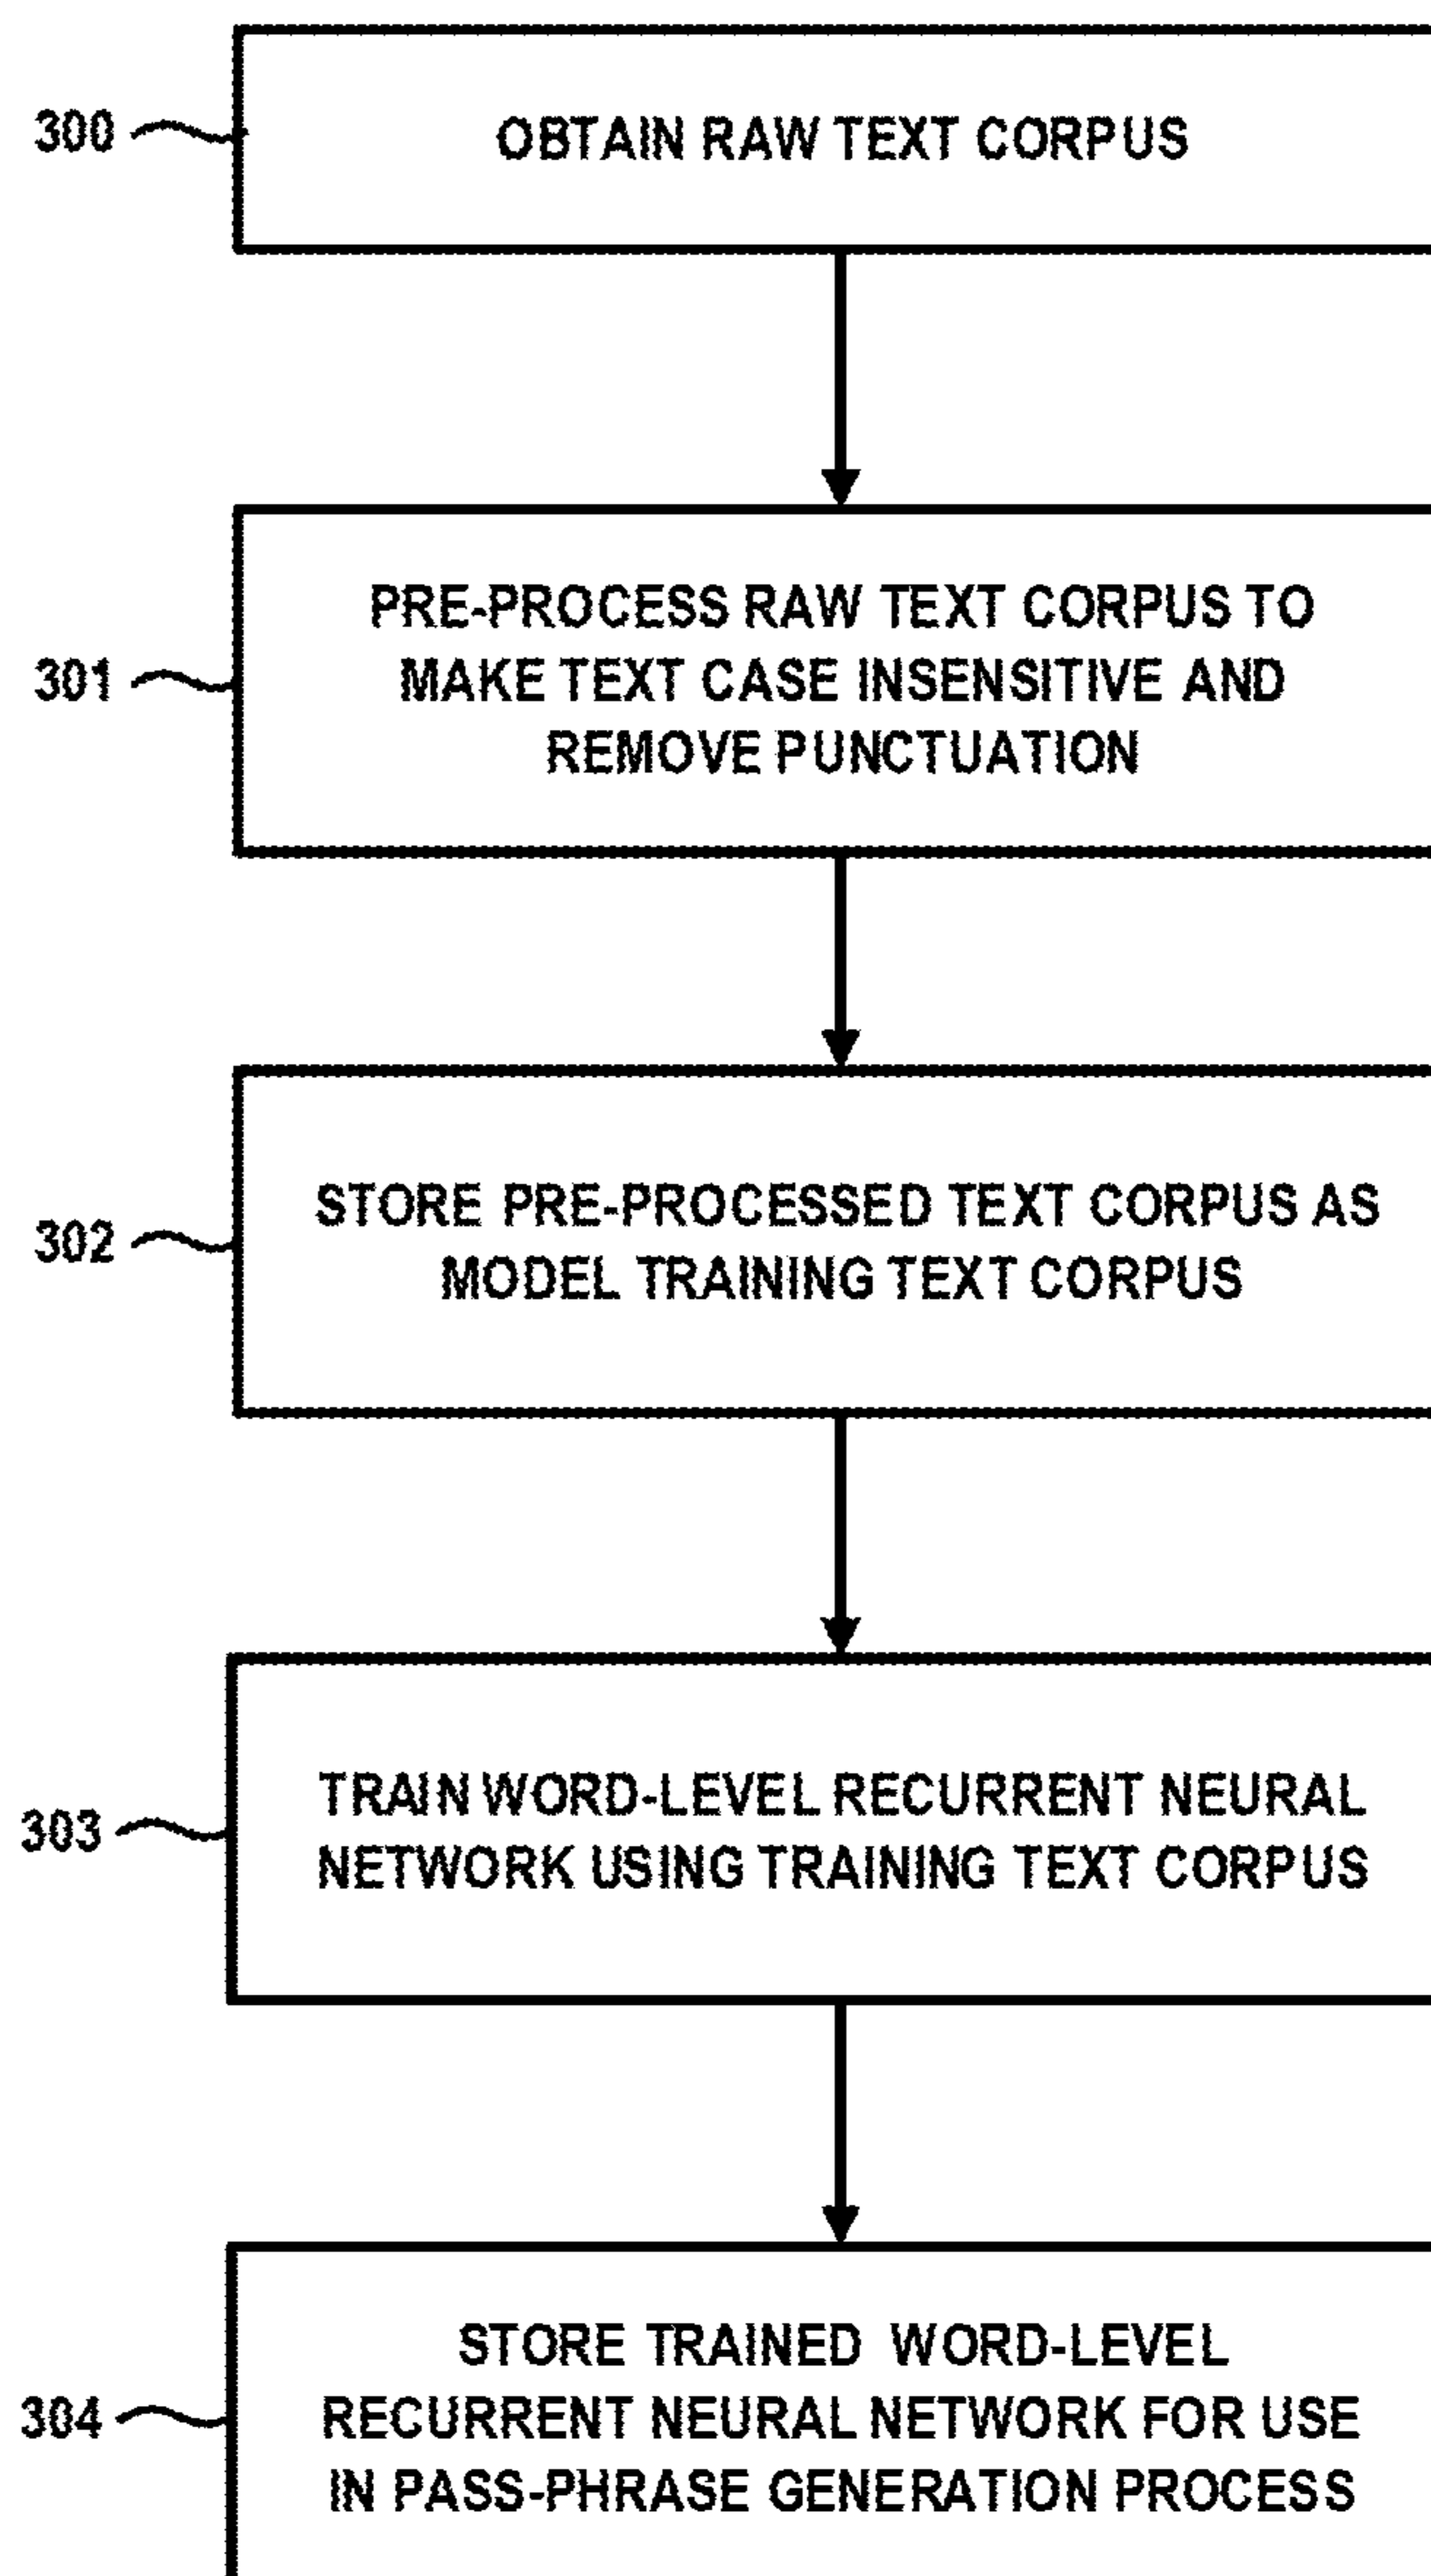 300
OBTAIN RAW TEXT CORPUS
PRE-PROCESS RAW TEXT CORPUS TO
301
MAKE TEXT CASE INSENSITIVE AND
REMOVE PUNCTUATION
STORE PRE-PROCESSED TEXT CORPUS AS
302
MODEL TRAINING TEXT CORPUS
TRAIN WORD-LEVEL RECURRENT NEURAL
303
NETWORK USING TRAINING TEXT CORPUS
STORE TRAINED WORD-LEVEL
304
RECURRENT NEURAL NETWORK FOR USE
IN PASS-PHRASE GENERATION PROCESS